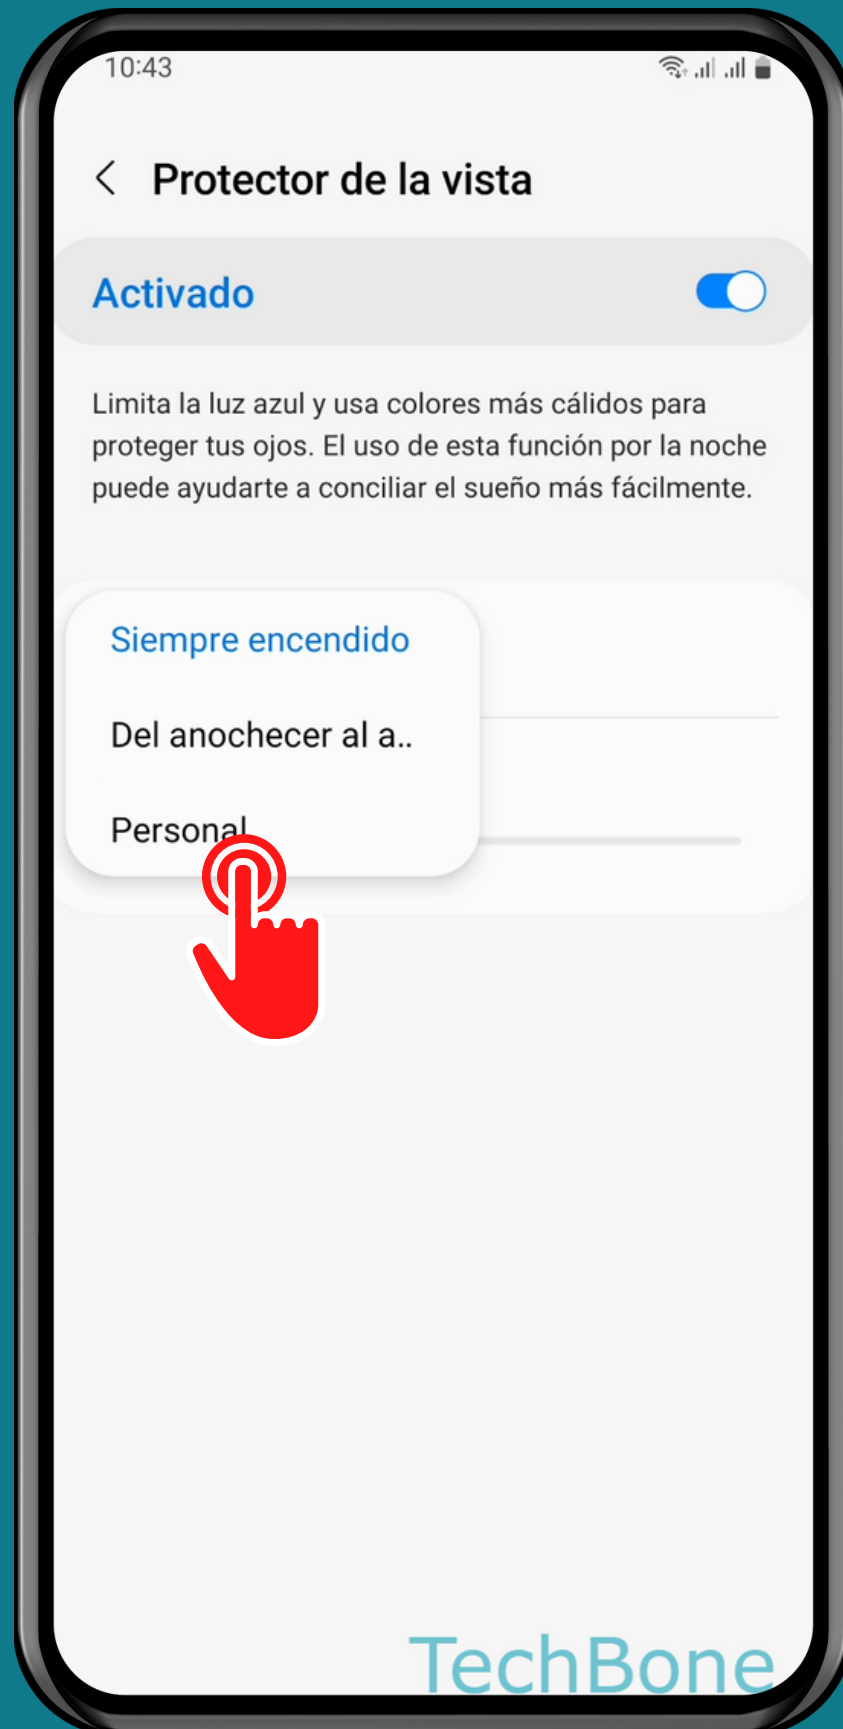 10:43
Protector de la vista
Activado
Limita la luz azul y usa colores más cálidos para
proteger tus ojos. El uso de esta función por la noche
puede ayudarte a conciliar el sueño más fácilmente.
Siempre encendido
Del anochecer al a..
Personal
TechBone